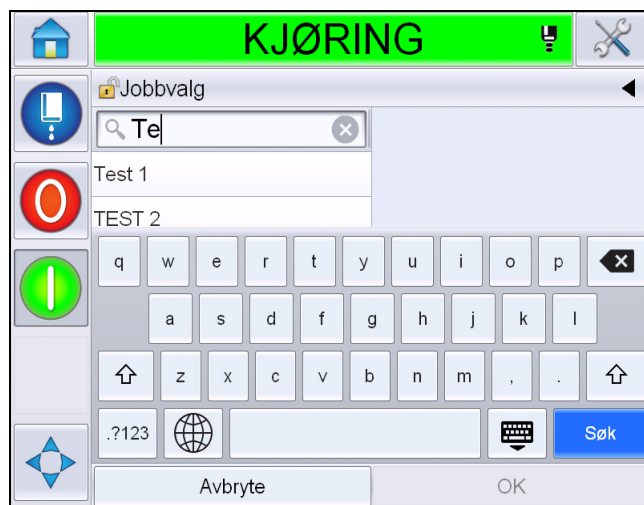 KJØRING
Jobbvalg
Te
Test 1
TEST 2
q w e r t y u i o p
a s d f g h j k l
z x c v b n m , .
.?123 Søk
Avbryte OK